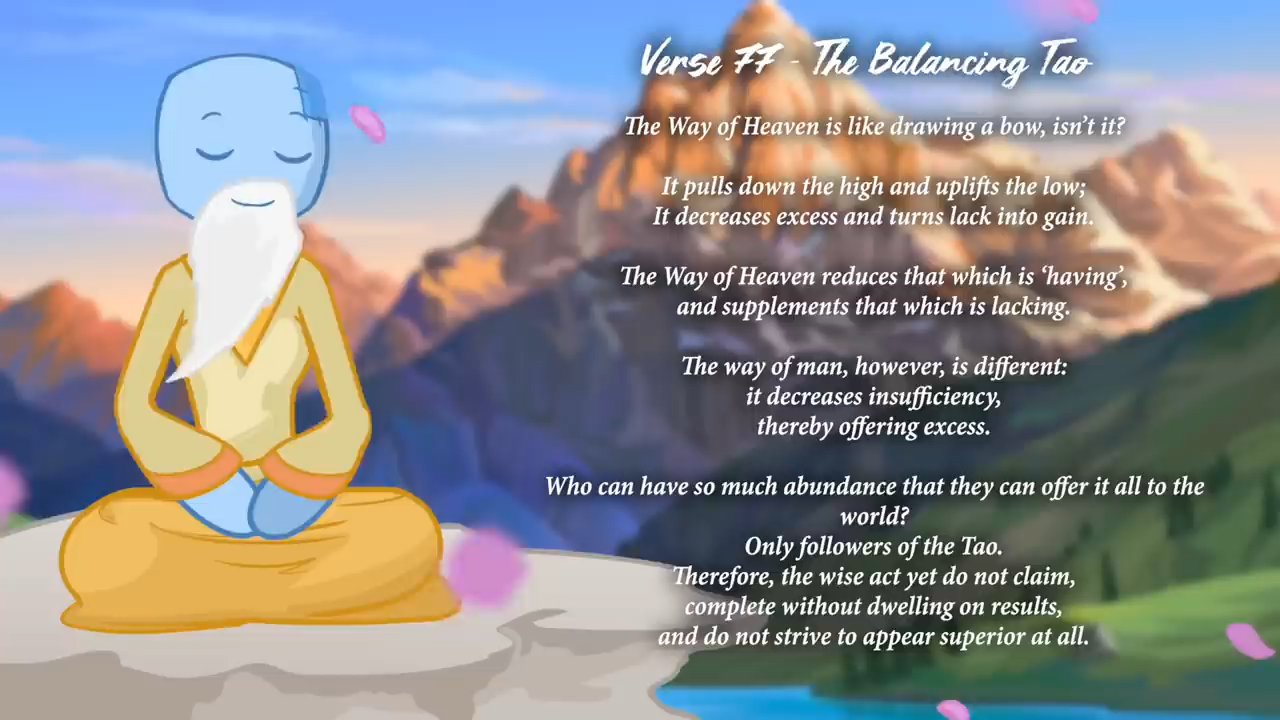 Verse 77 - The Balancing Tao
The Way of Heaven is like drawing a bow, isn’t it?
It pulls down the high and uplifts the low;
It decreases excess and turns lack into gain.
The Way of Heaven reduces that which is ‘having’,
and supplements that which is lacking.
The way of man, however, is different:
it decreases insufficiency,
thereby offering excess.
Who can have so much abundance that they can offer it all to the
world?
Only followers of the Tao.
Therefore, the wise act yet do not claim,
complete without dwelling on results,
and do not strive to appear superior at all.